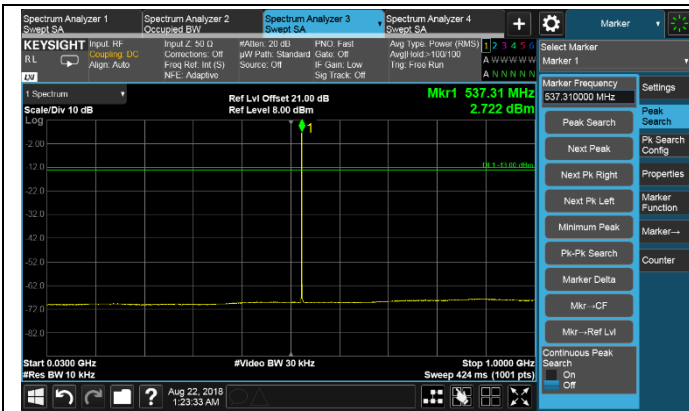 Spectrum Analyzer 1
Swept SA
Spectrum Analyzer 2
Occupied BW
Spectrum Analyzer 3
Swept SA
Spectrum Analyzer 4
Swept SA
+
Marker
KEYSIGHT
RL
LXI
Input: RF
Coupling: DC
Align: Auto
Input Z: 50 Ω
Corrections: Off
Freq Ref: Int (S)
NFE: Adaptive
#Atten: 20 dB
µW Path: Standard
Source: Off
PNO: Fast
Gate: Off
IF Gain: Low
Sig Track: Off
Avg Type: Power (RMS)
Avg|Hold:>100/100
Trig: Free Run
1 2 3 4 5 6
A W W W W W
A N N N N N
Select Marker
Marker 1
1 Spectrum
Scale/Div 10 dB
Log
Ref Lvl Offset 21.00 dB
Ref Level 8.00 dBm
Mkr1 537.31 MHz
2.722 dBm
1
DL1 -13.00 dBm
-2.00
-12.0
-22.0
-32.0
-42.0
-52.0
-62.0
-72.0
-82.0
Start 0.0300 GHz
#Res BW 10 kHz
#Video BW 30 kHz
Stop 1.0000 GHz
Sweep 424 ms (1001 pts)
Marker Frequency
537.310000 MHz
Peak Search
Next Peak
Next Pk Right
Next Pk Left
Minimum Peak
Pk-Pk Search
Marker Delta
Mkr→CF
Mkr→Ref Lvl
Continuous Peak
Search
On
Off
Settings
Peak
Search
Pk Search
Config
Properties
Marker
Function
Marker→
Counter
?
Aug 22, 2018
1:23:33 AM